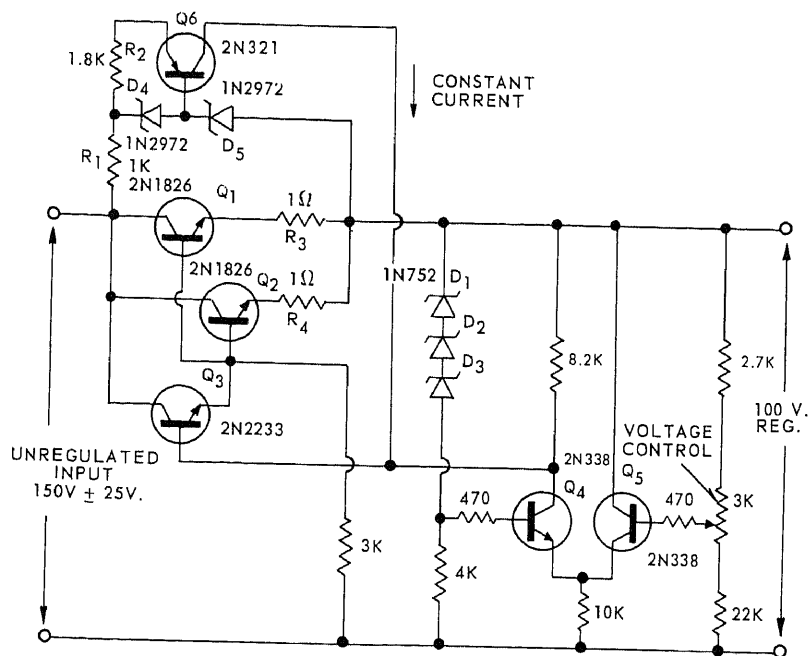 Q6
2N321
R2
1.8K
D4
1N2972
CONSTANT
CURRENT
1N2972
D5
R1
1K
2N1826
Q1
1Ω
R3
2N1826
Q2
1Ω
R4
1N752
D1
D2
D3
8.2K
2.7K
Q3
2N2233
100 V.
REG.
VOLTAGE
CONTROL
UNREGULATED
INPUT
150V ± 25V.
2N338
Q4
Q5
470
470
3K
2N338
3K
4K
10K
22K